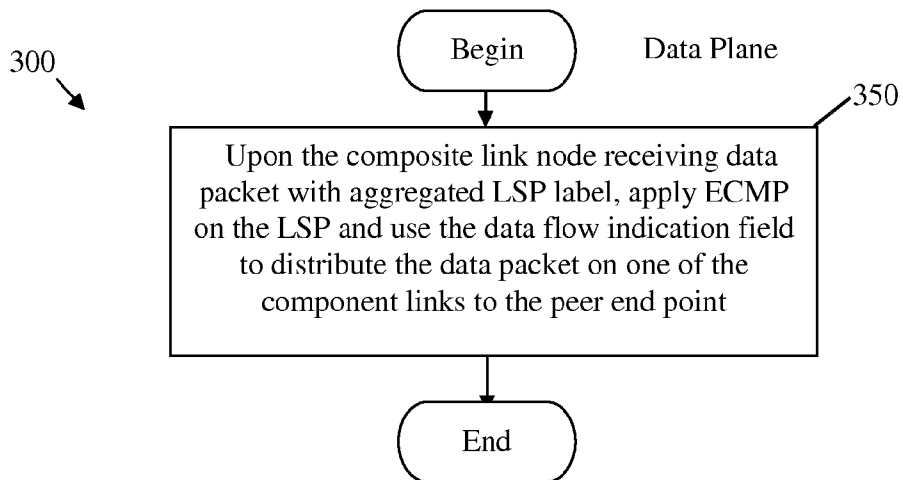 Begin
Data Plane
300
350
Upon the composite link node receiving data
packet with aggregated LSP label, apply ECMP
on the LSP and use the data flow indication field
to distribute the data packet on one of the
component links to the peer end point
End